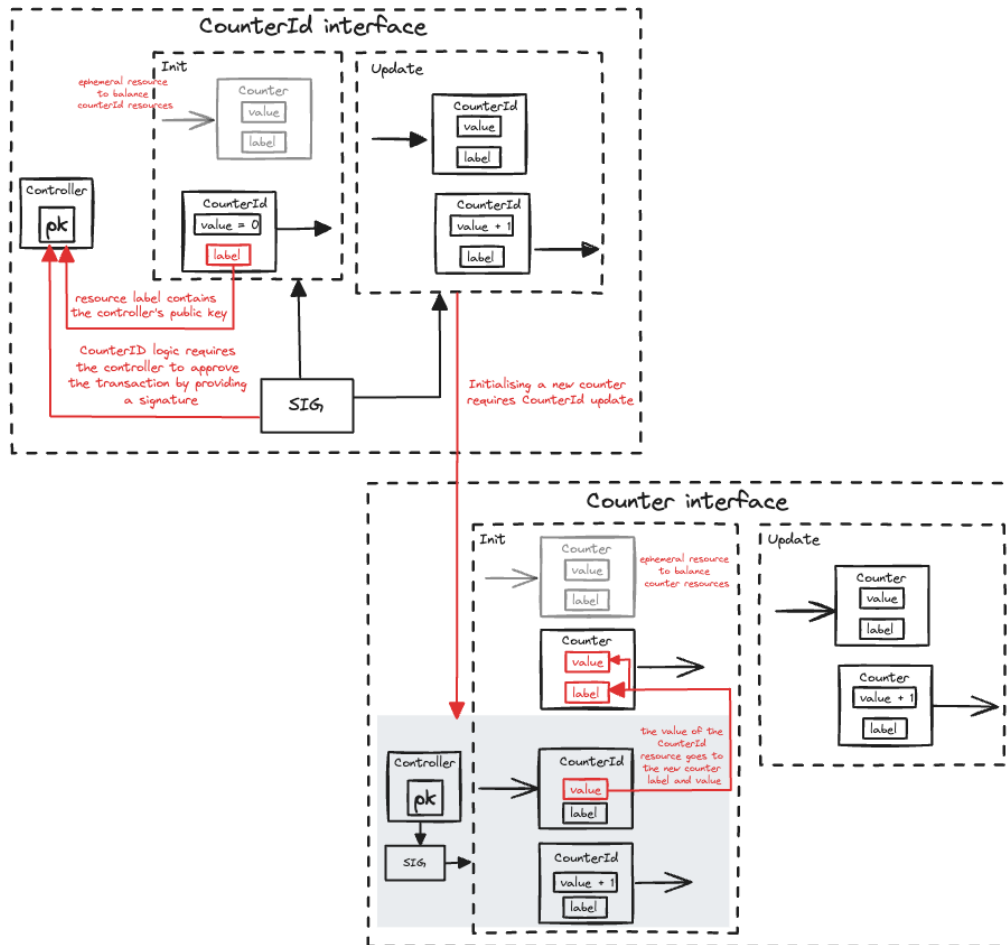 CounterId interface
Init
ephemeral resource
to balance
counterId resources
Counter
value
label
Update
CounterId
value
label
Controller
pk
CounterId
value = 0
label
CounterId
value + 1
label
resource label contains
the controller's public key
CounterID logic requires
the controller to approve
the transaction by providing
a signature
SIG
Initialising a new counter
requires CounterId update
Counter interface
Init
Counter
value
label
ephemeral resource
to balance
counter resources
Update
Counter
value
label
Counter
value
label
Counter
value + 1
label
the value of the
CounterId
resource goes to
the new counter
label and value
Controller
pk
SIG
CounterId
value
label
CounterId
value + 1
label